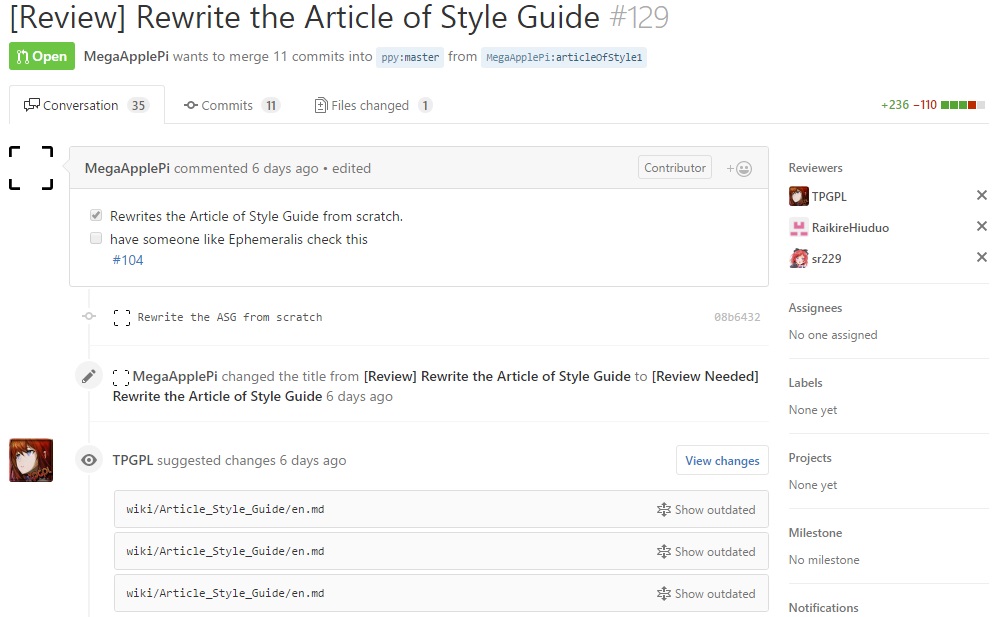 [Review] Rewrite the Article of Style Guide #129
Open MegaApplePi wants to merge 11 commits into ppy:master from MegaApplePi:articleOfStyle1
Conversation 35 Commits 11 Files changed 1 +236 −110
MegaApplePi commented 6 days ago • edited Contributor +
Rewrites the Article of Style Guide from scratch.
have someone like Ephemeralis check this
#104
Rewrite the ASG from scratch 08b6432
MegaApplePi changed the title from [Review] Rewrite the Article of Style Guide to [Review Needed]
Rewrite the Article of Style Guide 6 days ago
TPGPL suggested changes 6 days ago View changes
wiki/Article_Style_Guide/en.md Show outdated
wiki/Article_Style_Guide/en.md Show outdated
wiki/Article_Style_Guide/en.md Show outdated
Reviewers
TPGPL
RaikireHiuduo
sr229
Assignees
No one assigned
Labels
None yet
Projects
None yet
Milestone
No milestone
Notifications